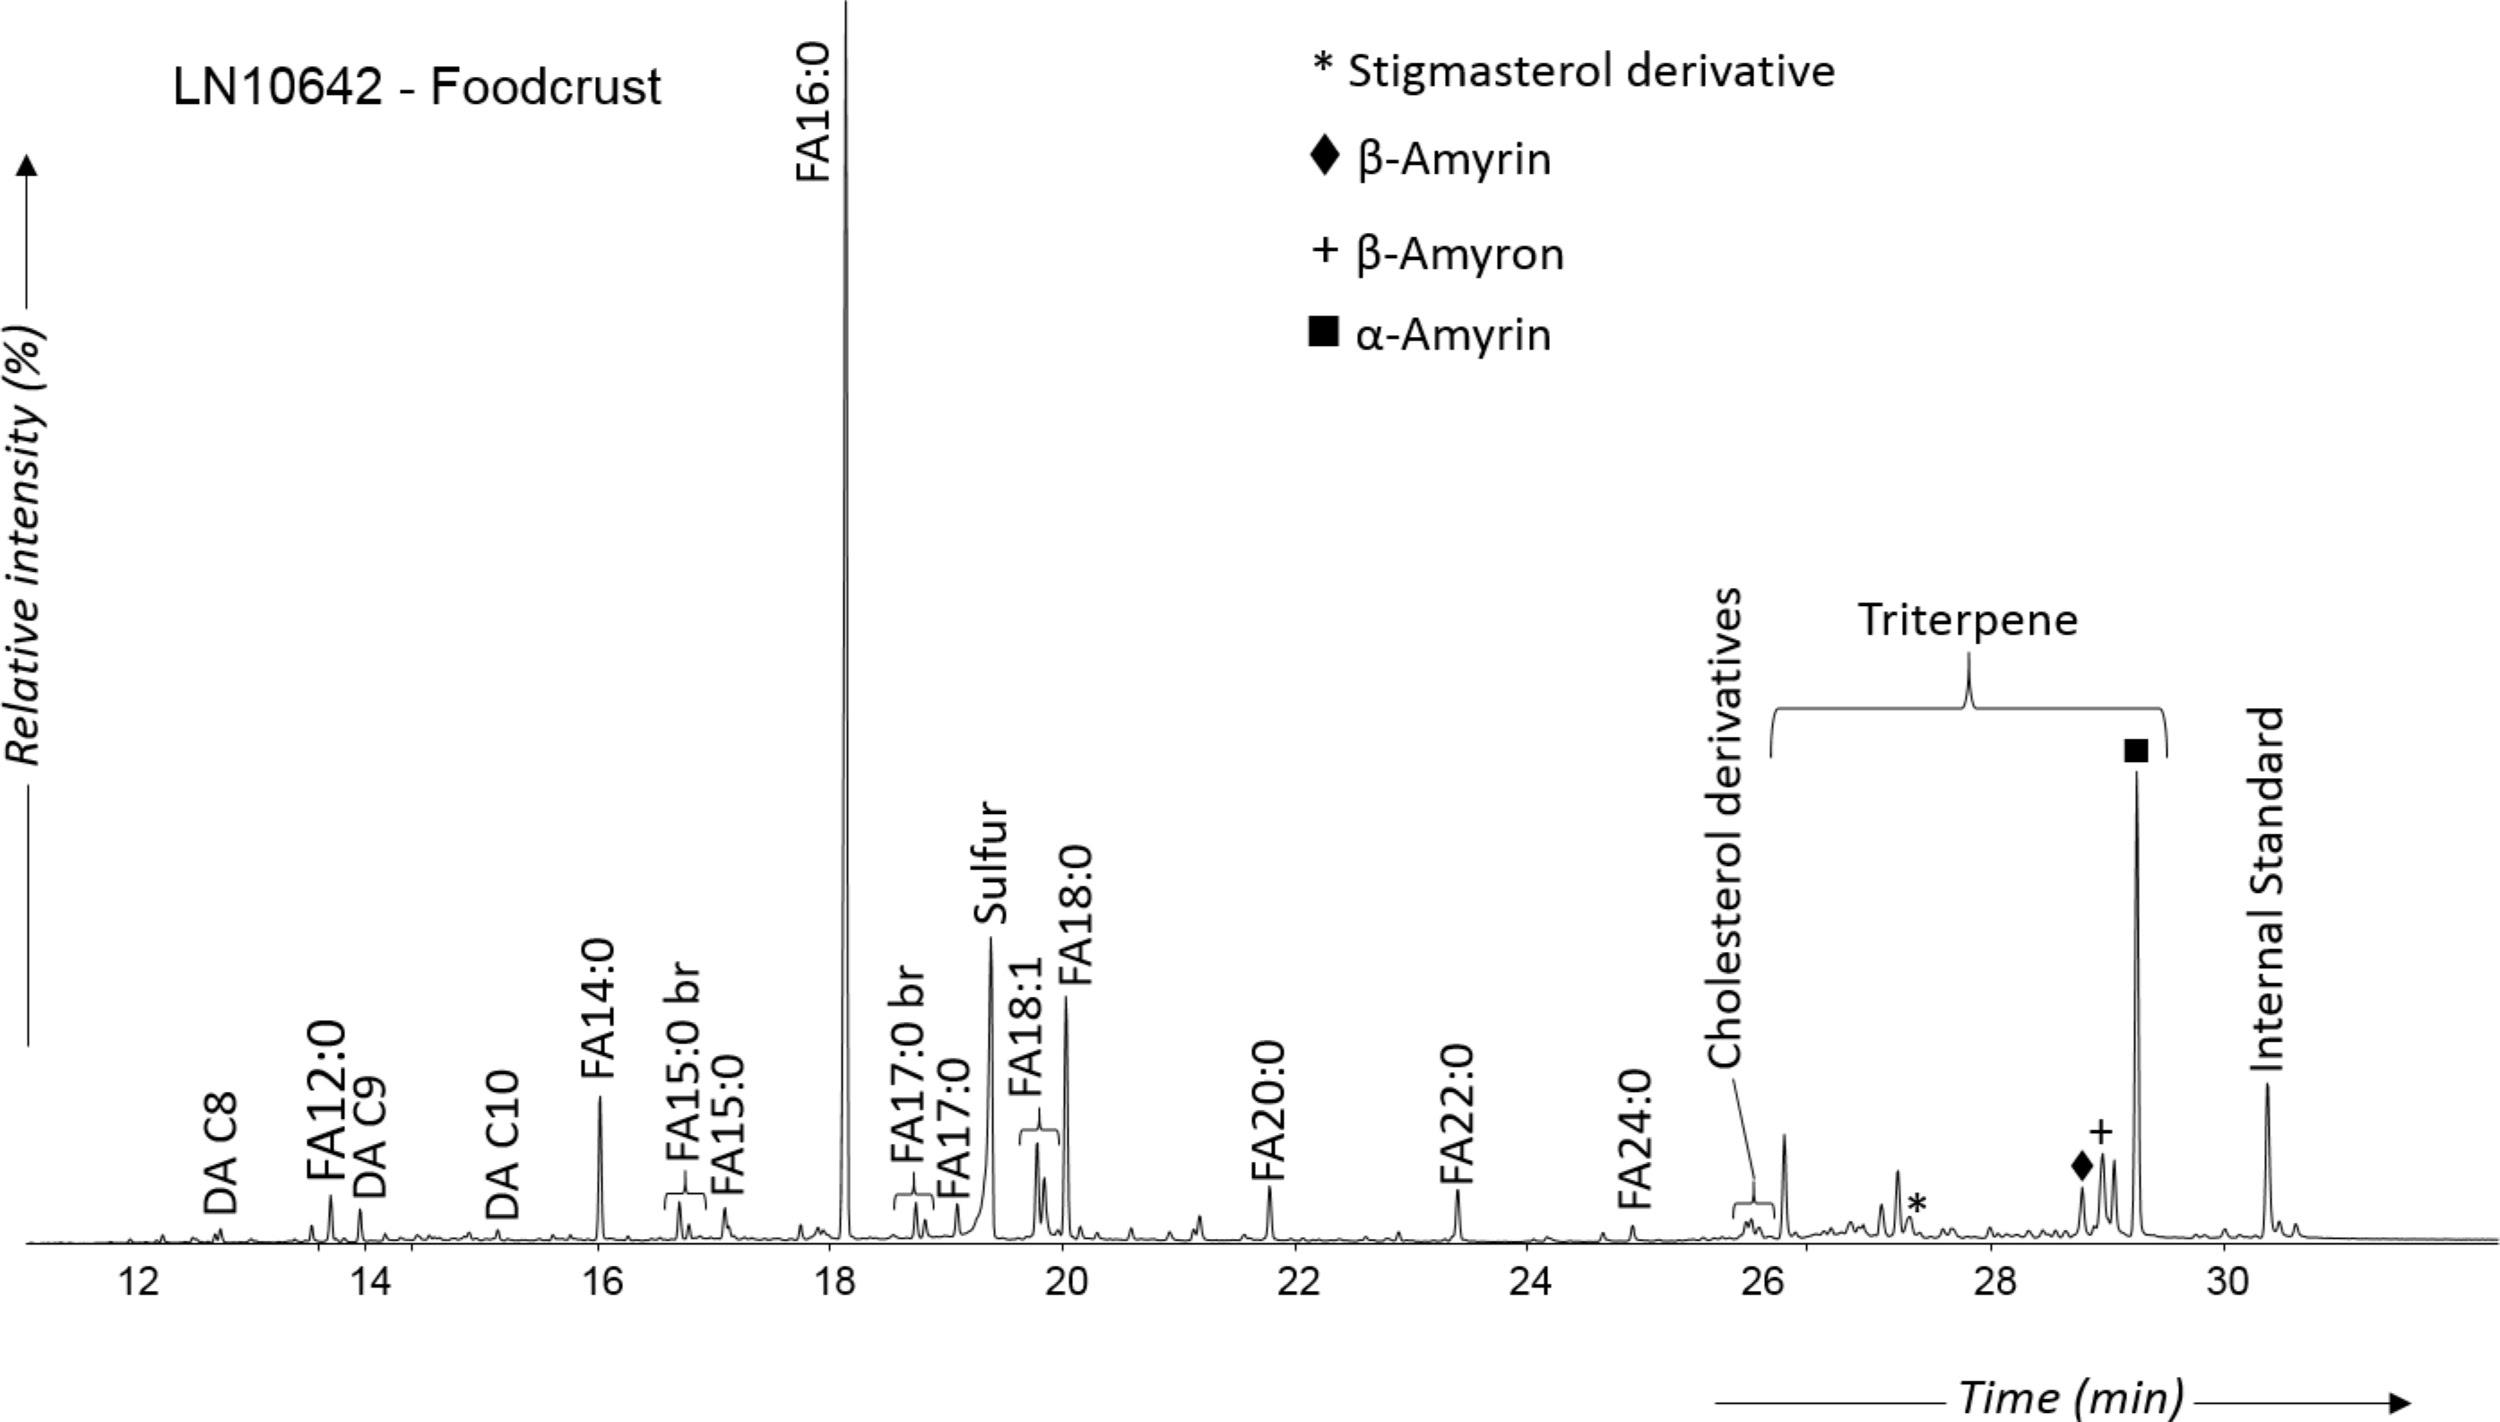 LN10642 - Foodcrust
* Stigmasterol derivative
♦ β-Amyrin
+ β-Amyron
■ α-Amyrin
Relative intensity (%)
DA C8
FA12:0
DA C9
DA C10
FA14:0
FA15:0 br
FA15:0
FA16:0
FA17:0 br
FA17:0
Sulfur
FA18:1
FA18:0
FA20:0
FA22:0
FA24:0
Cholesterol derivatives
Triterpene
*
♦
+
■
Internal Standard
12 14 16 18 20 22 24 26 28 30
Time (min)